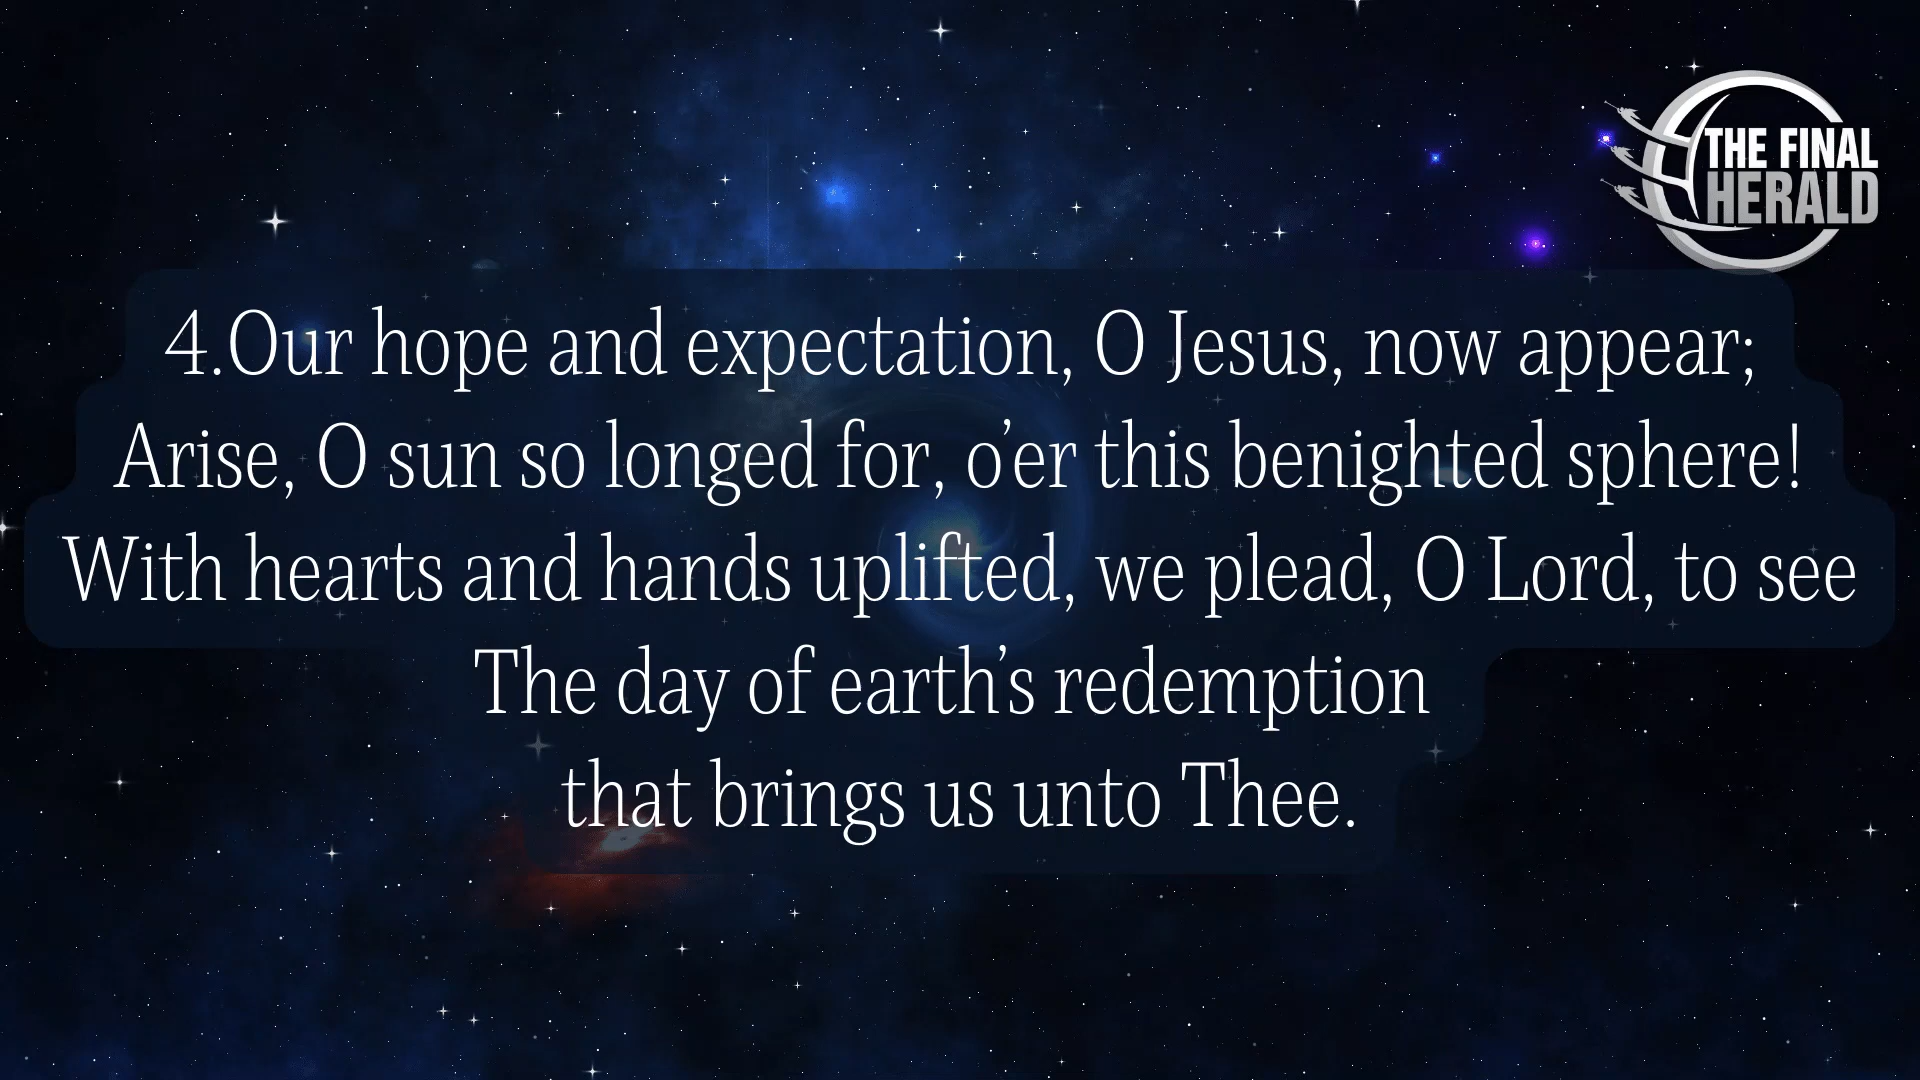 THE FINAL
HERALD
4.Our hope and expectation, O Jesus, now appear;
Arise, O sun so longed for, o’er this benighted sphere!
With hearts and hands uplifted, we plead, O Lord, to see
The day of earth’s redemption
that brings us unto Thee.